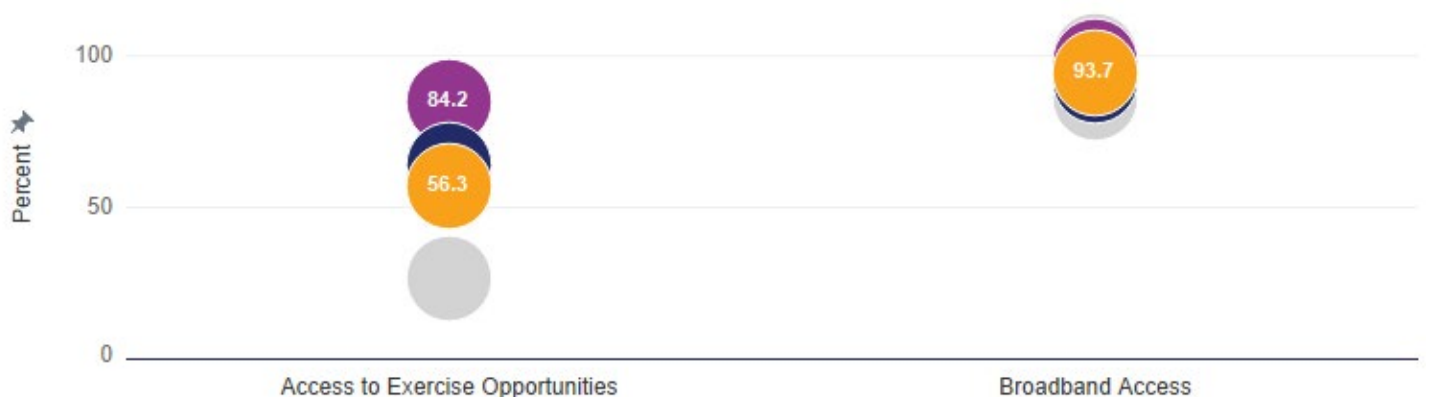 100
84.2
93.7
Percent
56.3
50
0
Access to Exercise Opportunities
Broadband Access